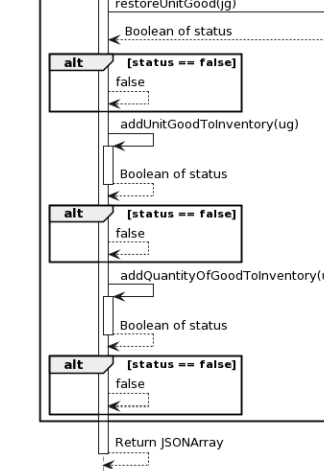 restoreUnitGood(jg)
Boolean of status
alt [status == false]
false
addUnitGoodToInventory(ug)
Boolean of status
alt [status == false]
false
addQuantityOfGoodToInventory(u
Boolean of status
alt [status == false]
false
Return JSONArray